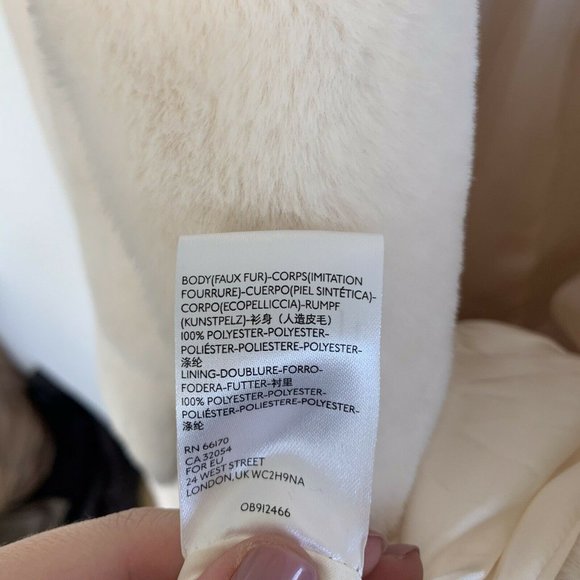 BODY(FAUX FUR)-CORPS(IMITATION
FOURRURE)-CUERPO(PIEL SINTÉTICA)-
CORPO(ECOPELLICCIA)-RUMPF
(KUNSTPELZ)-衫身（人造皮毛）
100% POLYESTER-POLYESTER-
POLIÉSTER-POLIESTERE-POLYESTER-
涤纶
LINING-DOUBLURE-FORRO-
FODERA-FUTTER-衬里
100% POLYESTER-POLYESTER-
POLIÉSTER-POLIESTERE-POLYESTER-
涤纶
RN 66170
CA 32054
FOR EU
24 WEST STREET
LONDON, UK WC2H9NA
OB912466